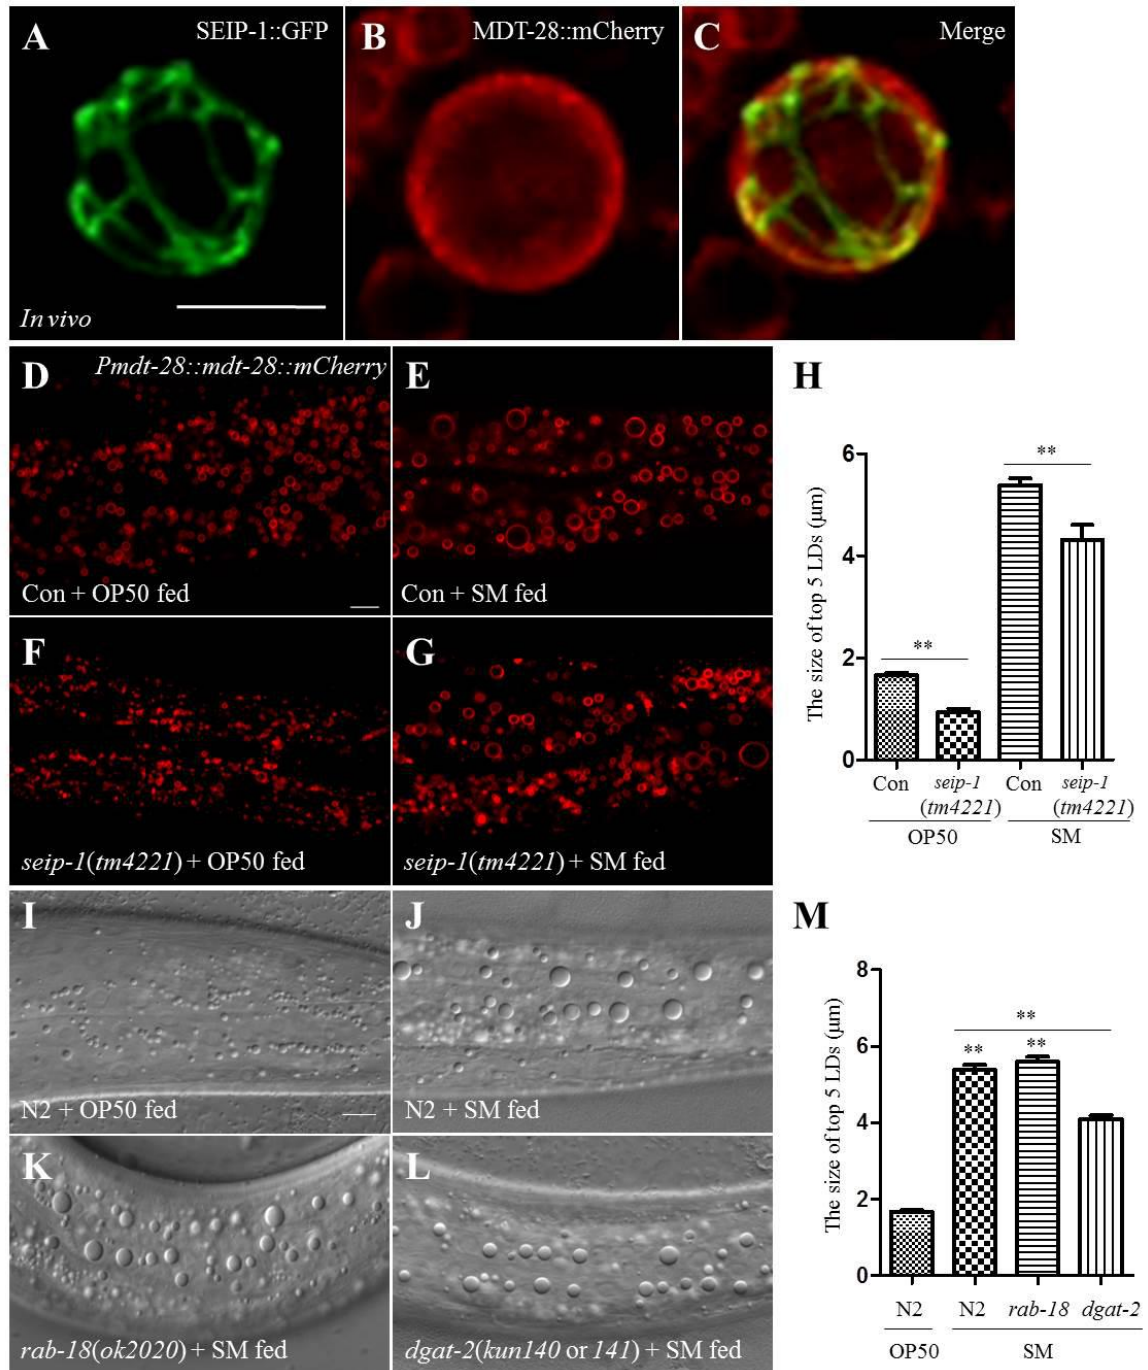 A
SEIP-1::GFP
In vivo
B
MDT-28::mCherry
C
Merge
D
Pmdt-28::mdt-28::mCherry
Con + OP50 fed
E
Con + SM fed
F
seip-1(tm4221) + OP50 fed
G
seip-1(tm4221) + SM fed
H
The size of top 5 LDs (μm)
6
4
2
0
**
**
Con
seip-1
(tm4221)
Con
seip-1
(tm4221)
OP50
SM
I
N2 + OP50 fed
J
N2 + SM fed
K
rab-18(ok2020) + SM fed
L
dgat-2(kun140 or 141) + SM fed
M
The size of top 5 LDs (μm)
8
6
4
2
0
**
**
**
N2
N2
rab-18
dgat-2
OP50
SM